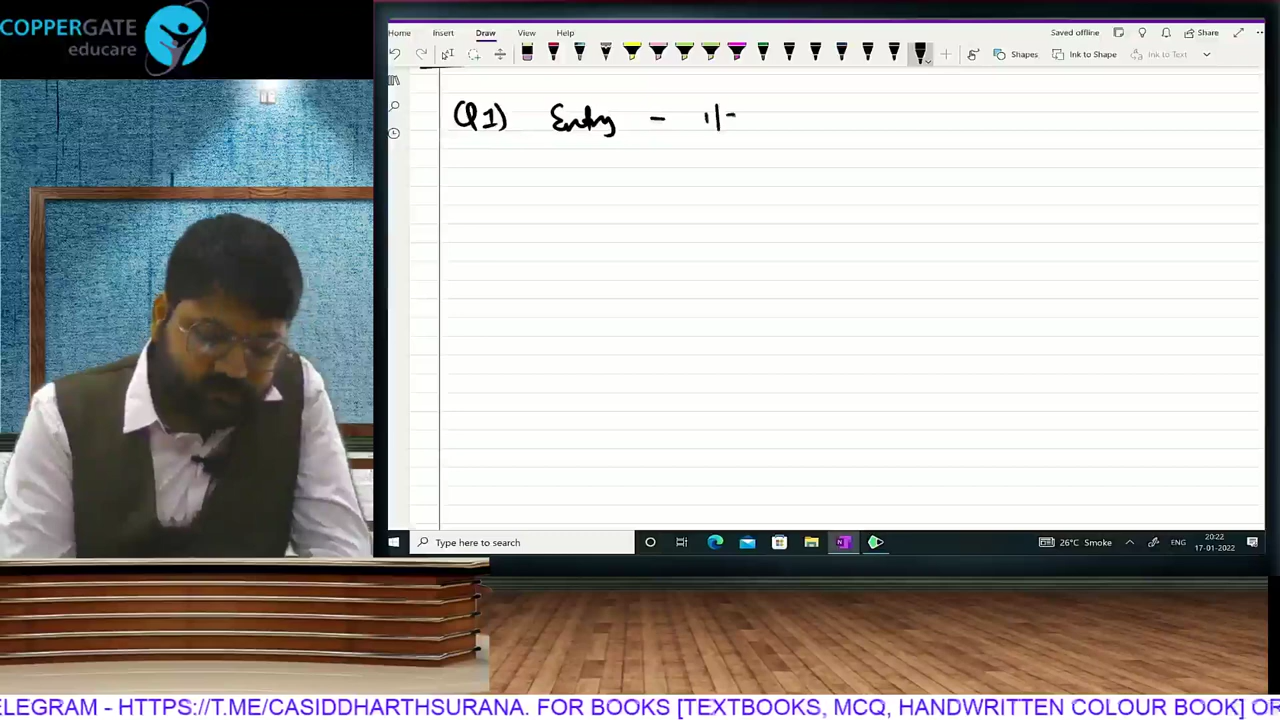 COPPERGATE
educare
Home Insert Draw View Help
Saved offline
Share
Shapes
Ink to Shape
Ink to Text
(Q1) Entry -
Type here to search
26°C Smoke
ENG
20:22
17-01-2022
ELEGRAM - HTTPS://T.ME/CASIDDHARTHSURANA. FOR BOOKS [TEXTBOOKS, MCQ, HANDWRITTEN COLOUR BOOK] OR